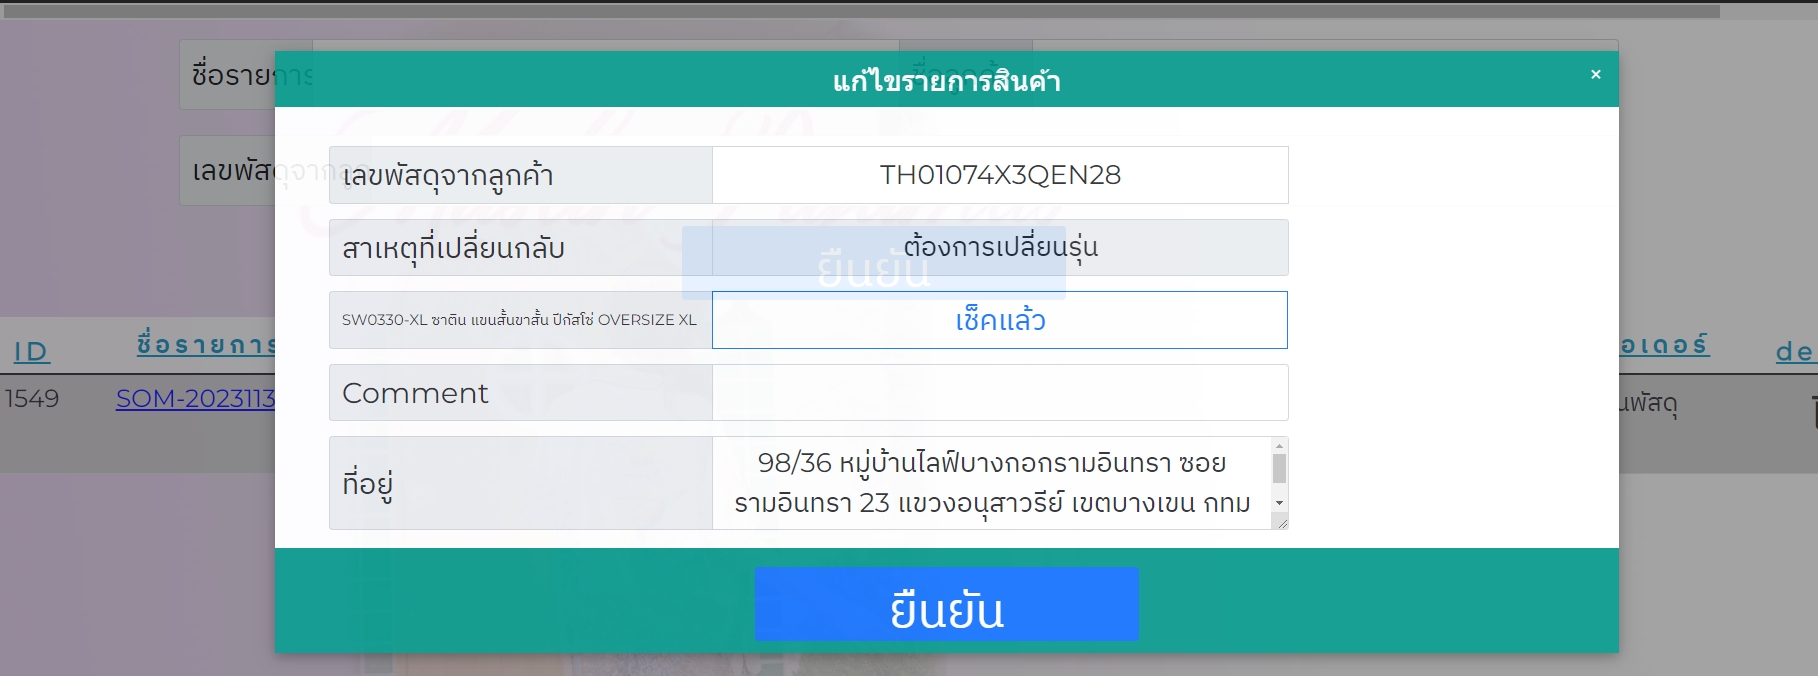 ชื่อรายการ
แก้ไขรายการสินค้า
×
เลขพัสดุจากลูก
เลขพัสดุจากลูกค้า
TH01074X3QEN28
สาเหตุที่เปลี่ยนกลับ
ต้องการเปลี่ยนรุ่น
ยืนยัน
SW0330-XL ซาติน แขนสั้นขาสั้น ปีกัสโซ่ OVERSIZE XL
เช็คแล้ว
ID
ชื่อรายการ
อเดอร์
de
Comment
1549
SOM-2023113
นพัสดุ
ที่อยู่
98/36 หมู่บ้านไลฟ์บางกอกรามอินทรา ซอย
รามอินทรา 23 แขวงอนุสาวรีย์ เขตบางเขน กทม
ยืนยัน